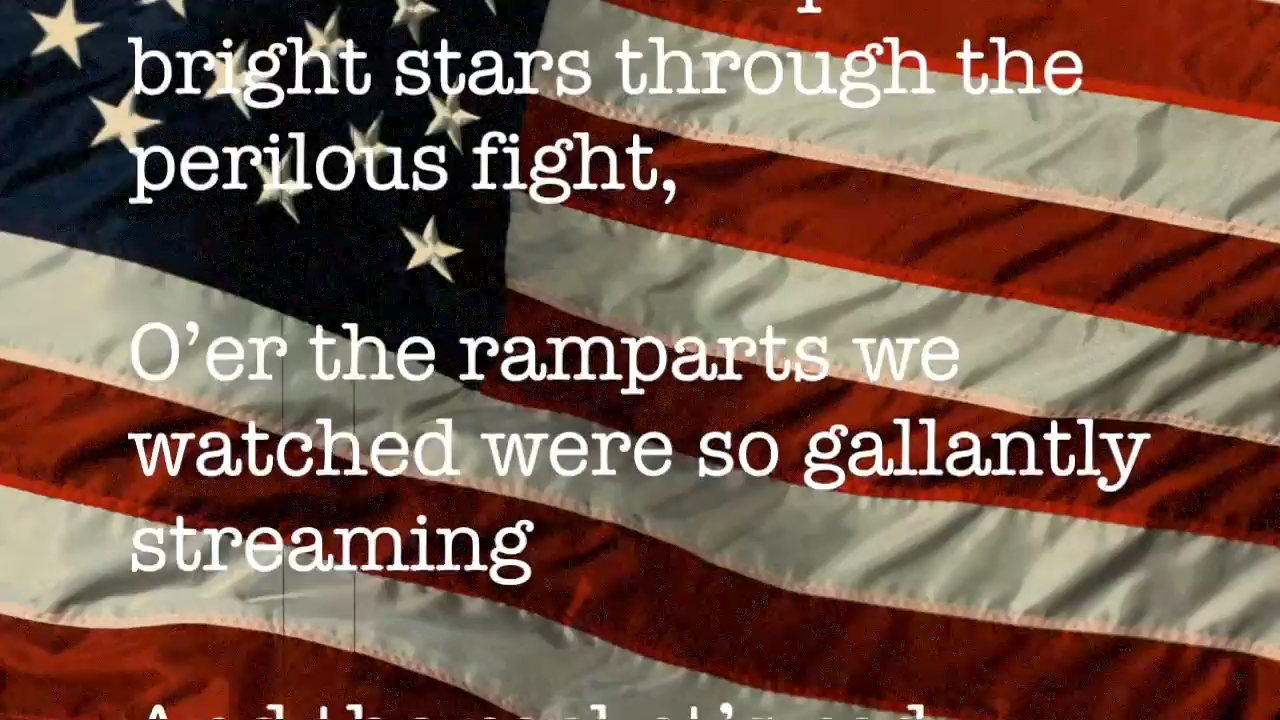 bright stars through the
perilous fight,
O’er the ramparts we
watched were so gallantly
streaming